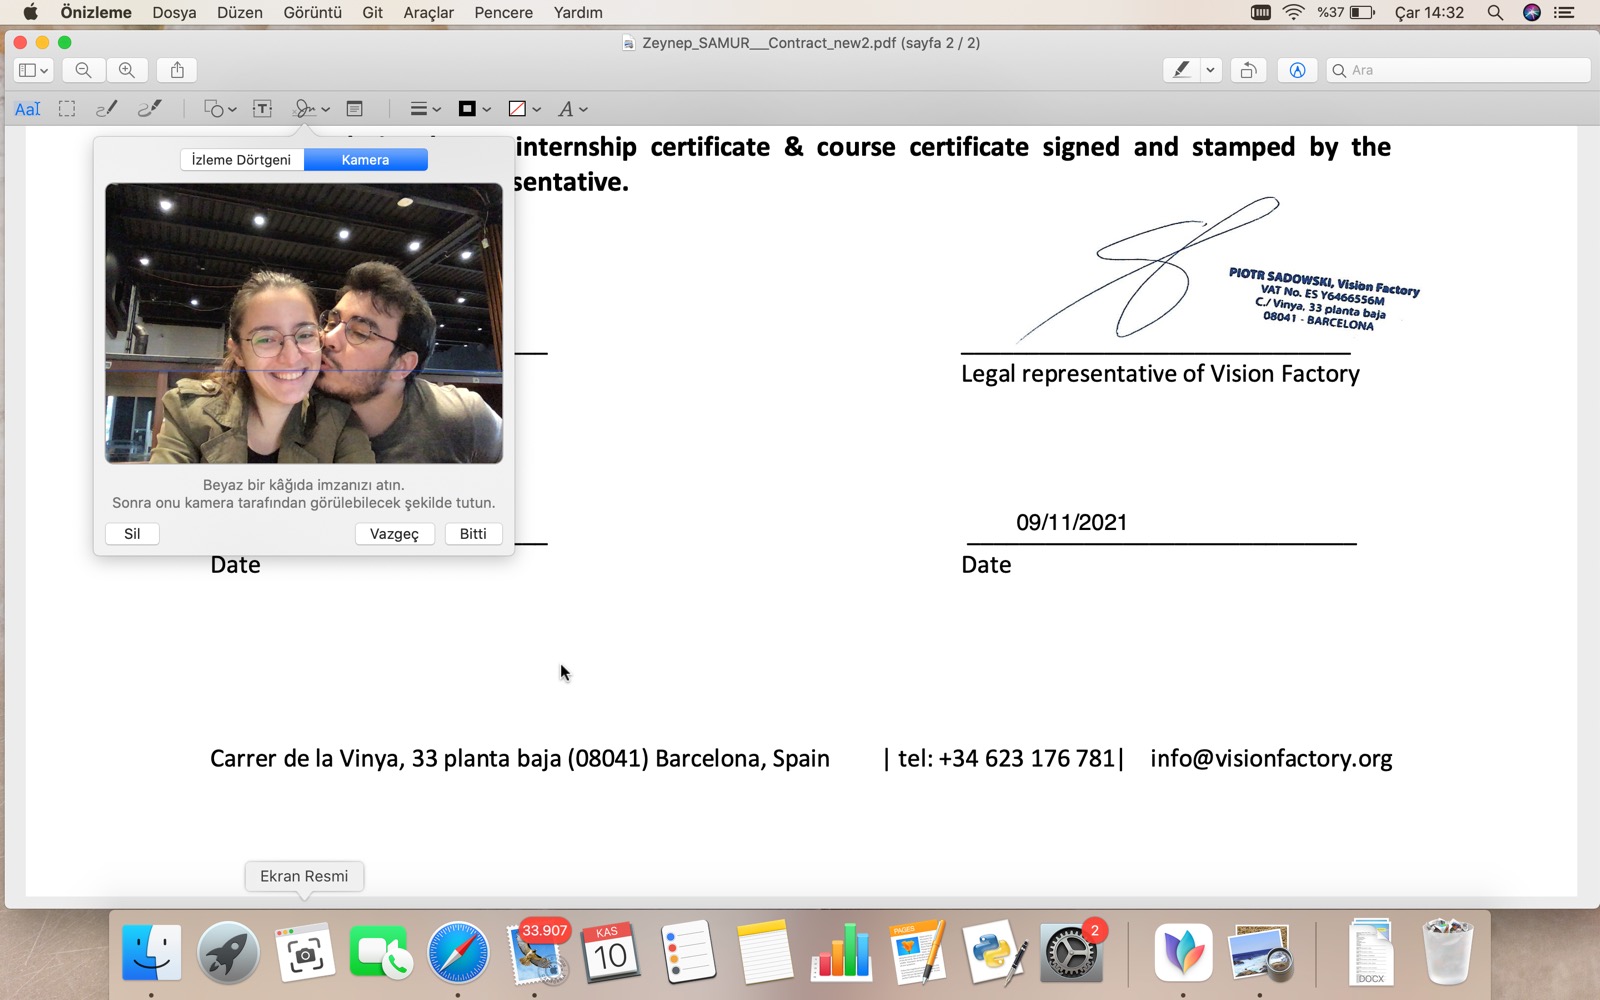 Önizleme Dosya Düzen Görüntü Git Araçlar Pencere Yardım %37 Çar 14:32
Zeynep_SAMUR___Contract_new2.pdf (sayfa 2 / 2)
Ara
AaI T A
İzleme Dörtgeni Kamera
internship certificate & course certificate signed and stamped by the
sentative.
PIOTR SADOWSKI, Vision Factory
VAT No. ES Y6466556M
C./ Vinya, 33 planta baja
08041 - BARCELONA
Legal representative of Vision Factory
Beyaz bir kâğıda imzanızı atın.
Sonra onu kamera tarafından görülebilecek şekilde tutun.
Sil Vazgeç Bitti
09/11/2021
Date Date
Carrer de la Vinya, 33 planta baja (08041) Barcelona, Spain | tel: +34 623 176 781| info@visionfactory.org
Ekran Resmi
33.907
KAS
10
2
DOCX